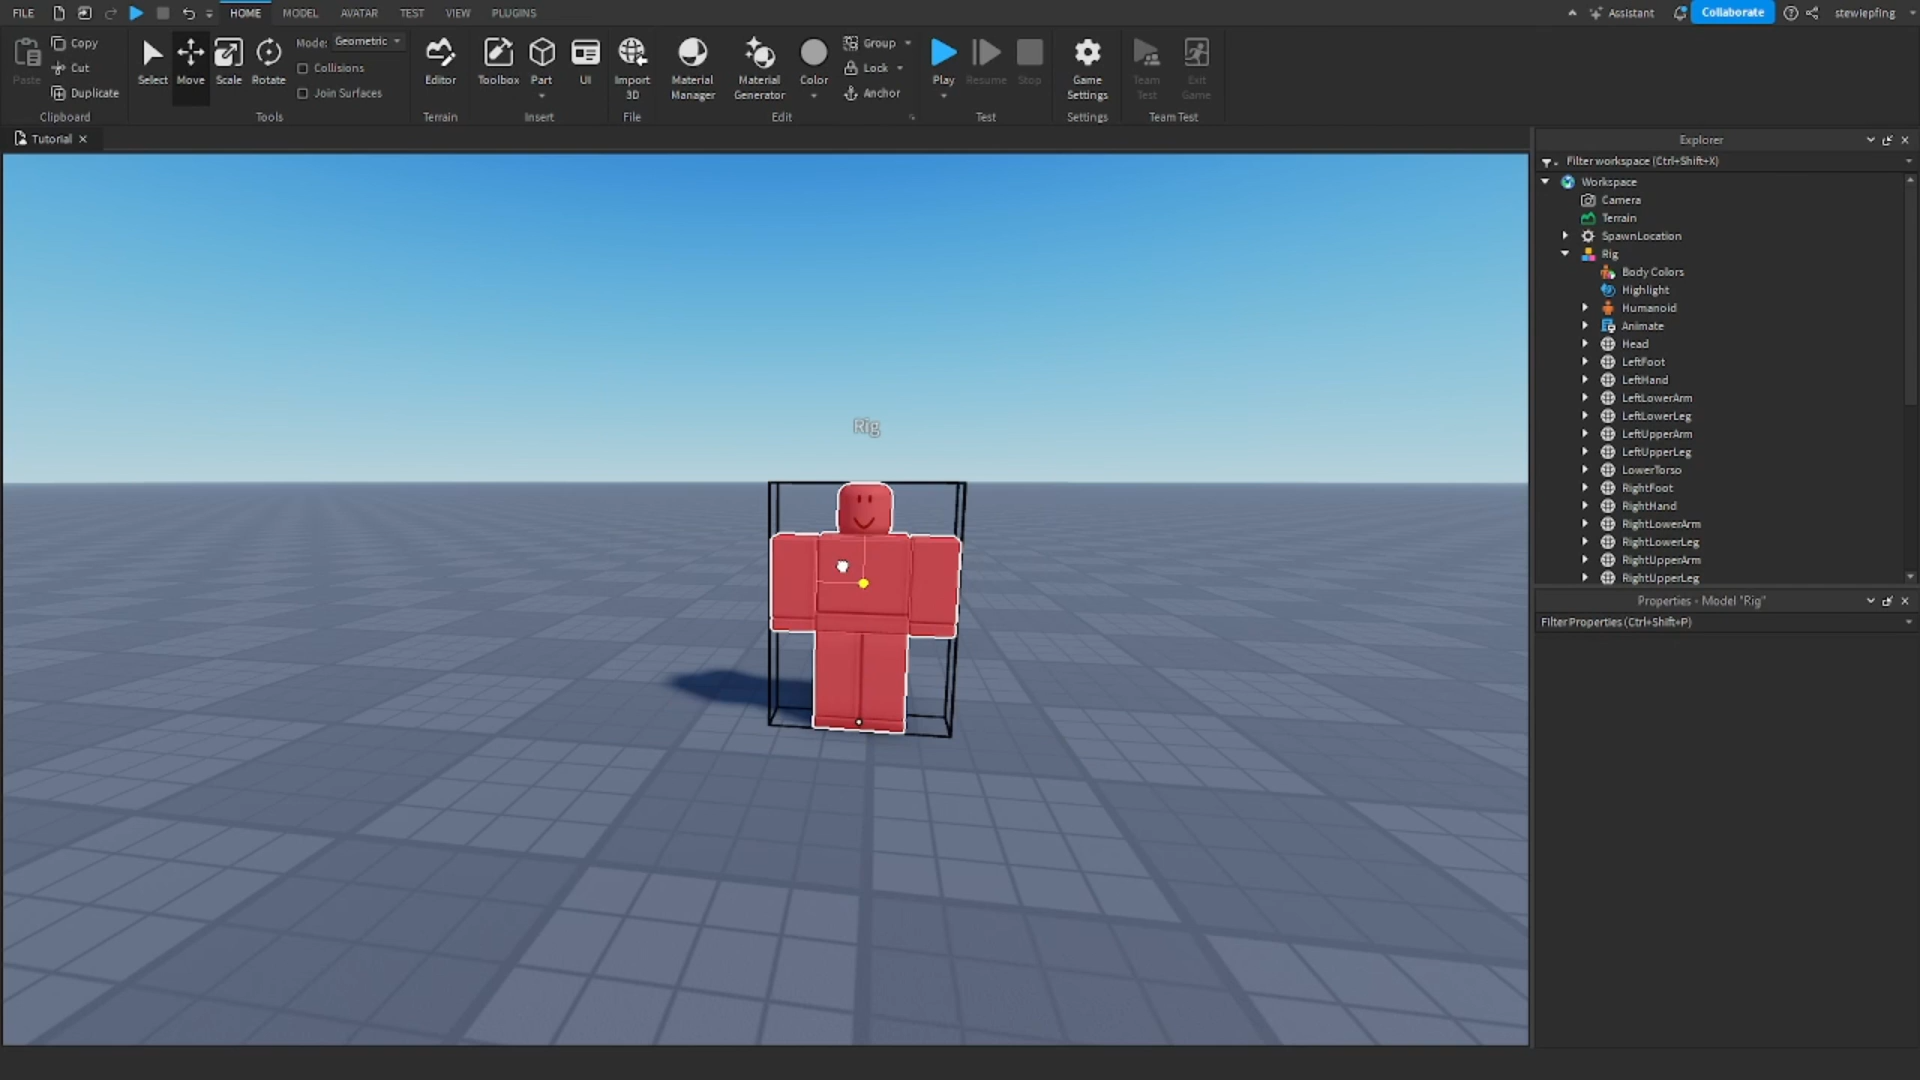 FILE HOME MODEL AVATAR TEST VIEW PLUGINS Assistant Collaborate stewiepfing
Paste Copy Cut Duplicate Clipboard
Select Move Scale Rotate Mode: Geometric Collisions Join Surfaces Tools
Editor Terrain
Toolbox Part UI Insert
Import 3D File
Material Manager Material Generator Color Group Lock Anchor Edit
Play Resume Stop Test
Game Settings Settings
Team Test Exit Game Team Test
Tutorial
Rig
Explorer
Filter workspace (Ctrl+Shift+X)
Workspace
Camera
Terrain
SpawnLocation
Rig
Body Colors
Highlight
Humanoid
Animate
Head
LeftFoot
LeftHand
LeftLowerArm
LeftLowerLeg
LeftUpperArm
LeftUpperLeg
LowerTorso
RightFoot
RightHand
RightLowerArm
RightLowerLeg
RightUpperArm
RightUpperLeg
Properties - Model "Rig"
Filter Properties (Ctrl+Shift+P)